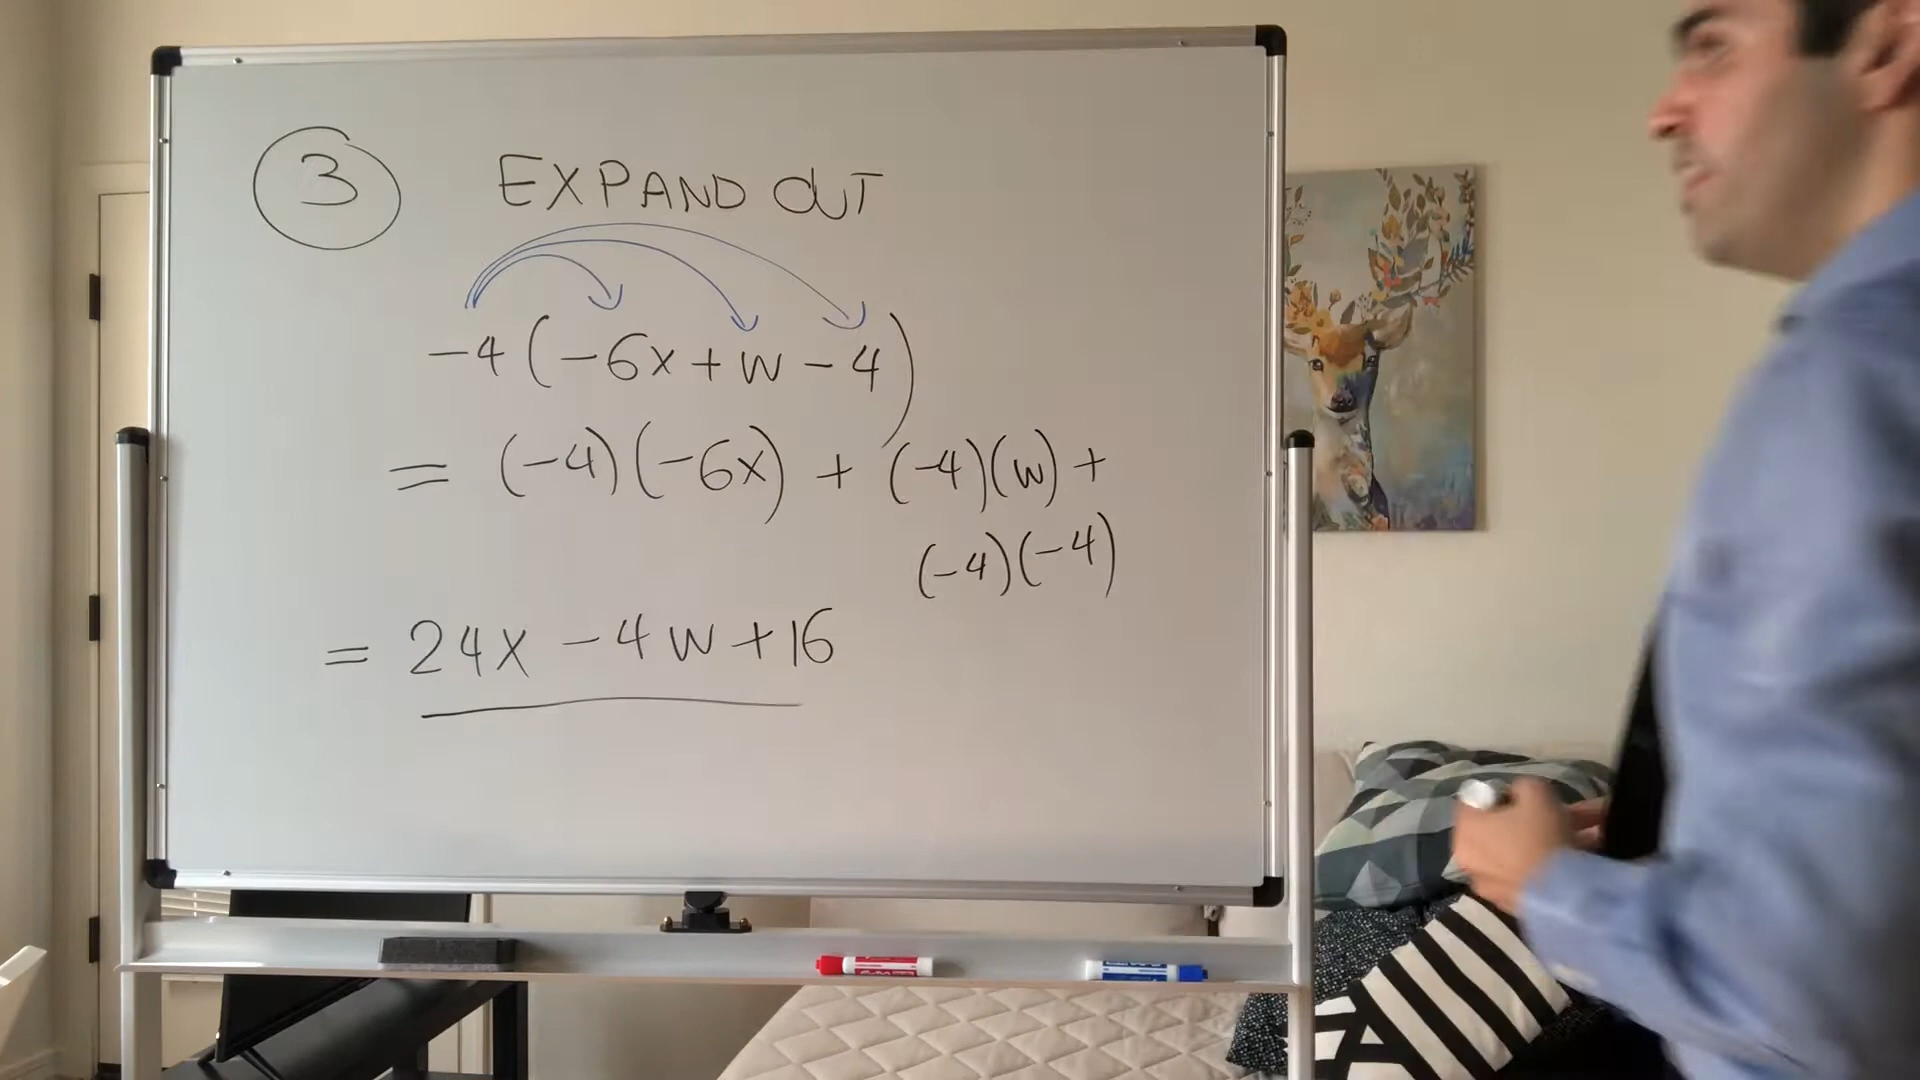 3 EXPAND OUT
-4(-6x+w-4)
= (-4)(-6x) + (-4)(w) +
(-4)(-4)
= 24x -4w+16